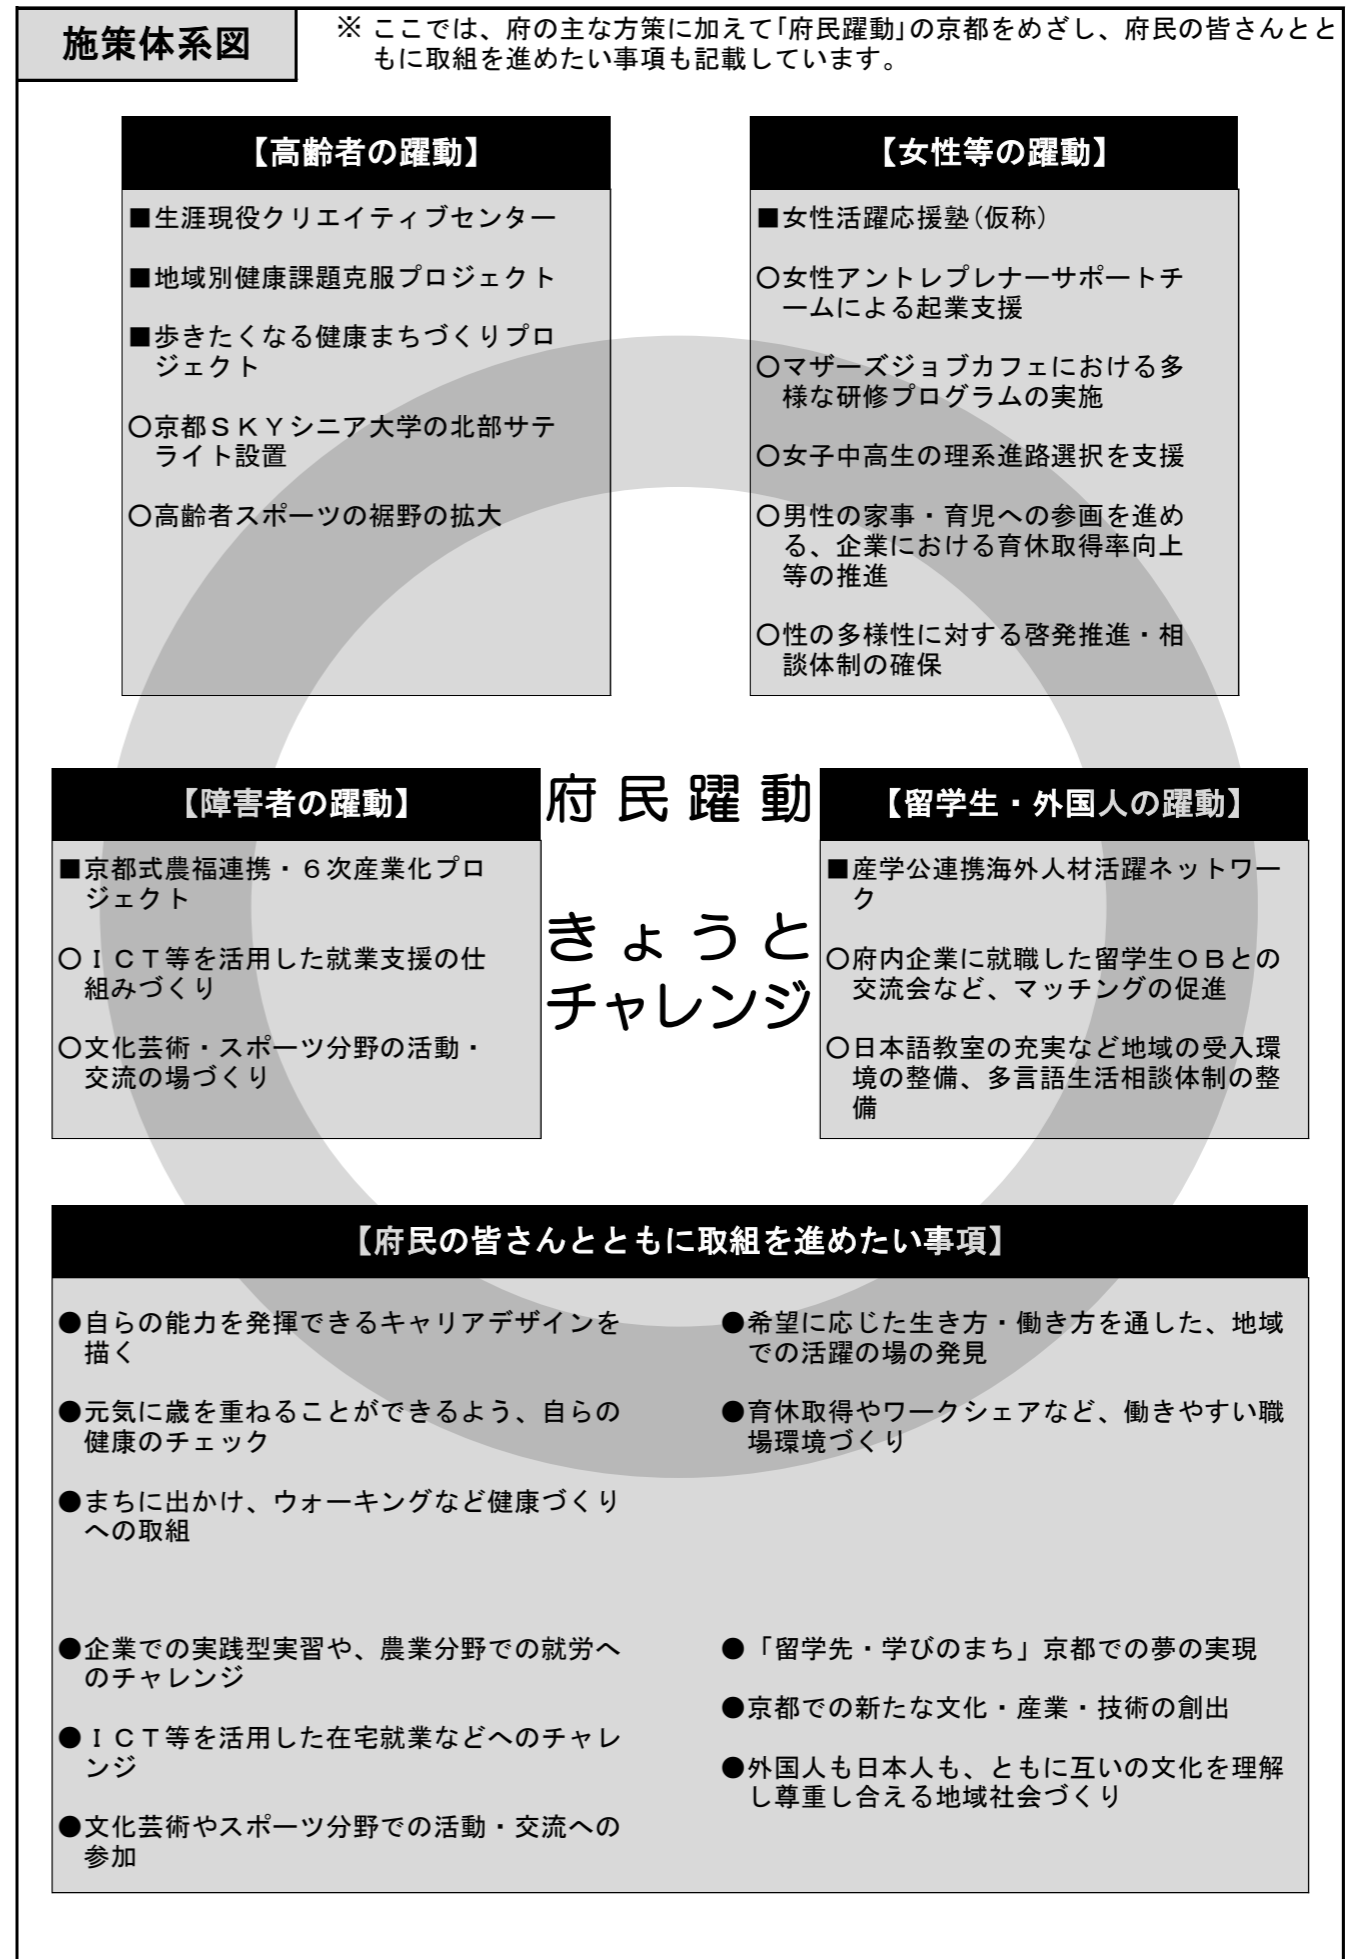 施策体系図
※ ここでは、府の主な方策に加えて｢府民躍動｣の京都をめざし、府民の皆さんとと
もに取組を進めたい事項も記載しています。
【高齢者の躍動】
■生涯現役クリエイティブセンター
■地域別健康課題克服プロジェクト
■歩きたくなる健康まちづくりプロ
ジェクト
〇京都ＳＫＹシニア大学の北部サテ
ライト設置
〇高齢者スポーツの裾野の拡大
【女性等の躍動】
■女性活躍応援塾(仮称)
〇女性アントレプレナーサポートチ
ームによる起業支援
〇マザーズジョブカフェにおける多
様な研修プログラムの実施
〇女子中高生の理系進路選択を支援
〇男性の家事・育児への参画を進め
る、企業における育休取得率向上
等の推進
〇性の多様性に対する啓発推進・相
談体制の確保
府民躍動
きょうと
チャレンジ
【障害者の躍動】
■京都式農福連携・６次産業化プロ
ジェクト
〇ＩＣＴ等を活用した就業支援の仕
組みづくり
〇文化芸術・スポーツ分野の活動・
交流の場づくり
【留学生・外国人の躍動】
■産学公連携海外人材活躍ネットワー
ク
〇府内企業に就職した留学生ＯＢとの
交流会など、マッチングの促進
〇日本語教室の充実など地域の受入環
境の整備、多言語生活相談体制の整
備
【府民の皆さんとともに取組を進めたい事項】
●自らの能力を発揮できるキャリアデザインを
描く
●元気に歳を重ねることができるよう、自らの
健康のチェック
●まちに出かけ、ウォーキングなど健康づくり
への取組
●希望に応じた生き方・働き方を通した、地域
での活躍の場の発見
●育休取得やワークシェアなど、働きやすい職
場環境づくり
●企業での実践型実習や、農業分野での就労へ
のチャレンジ
●ＩＣＴ等を活用した在宅就業などへのチャレ
ンジ
●文化芸術やスポーツ分野での活動・交流への
参加
●「留学先・学びのまち」京都での夢の実現
●京都での新たな文化・産業・技術の創出
●外国人も日本人も、ともに互いの文化を理解
し尊重し合える地域社会づくり